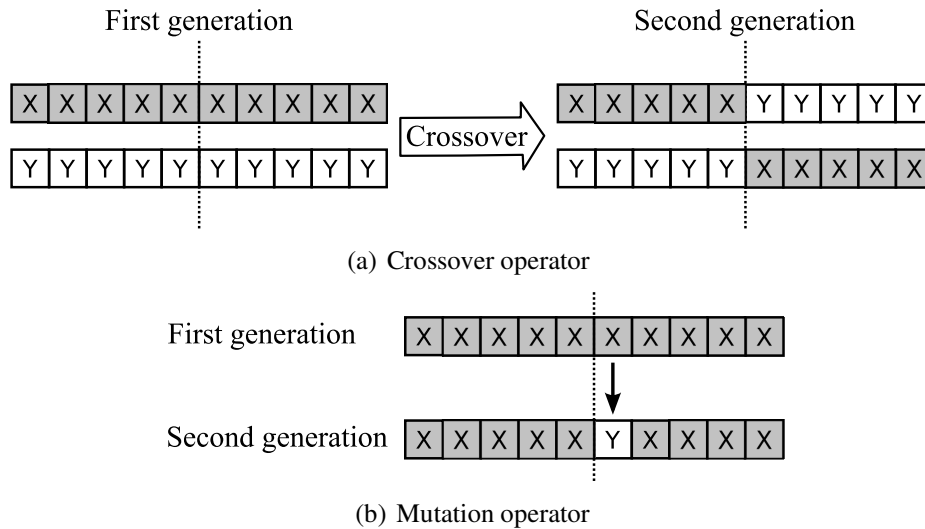 First generation
Second generation
X X X X X X X X X X
X X X X X Y Y Y Y Y
Crossover
Y Y Y Y Y Y Y Y Y Y
Y Y Y Y Y X X X X X
(a) Crossover operator
First generation
X X X X X X X X X X
Second generation
X X X X X Y X X X X
(b) Mutation operator